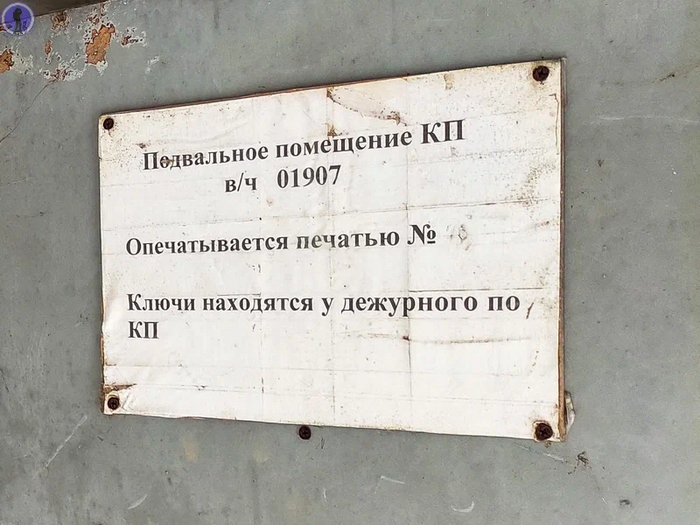 Подвальное помещение КП
в/ч 01907
Опечатывается печатью №
Ключи находятся у дежурного по
КП